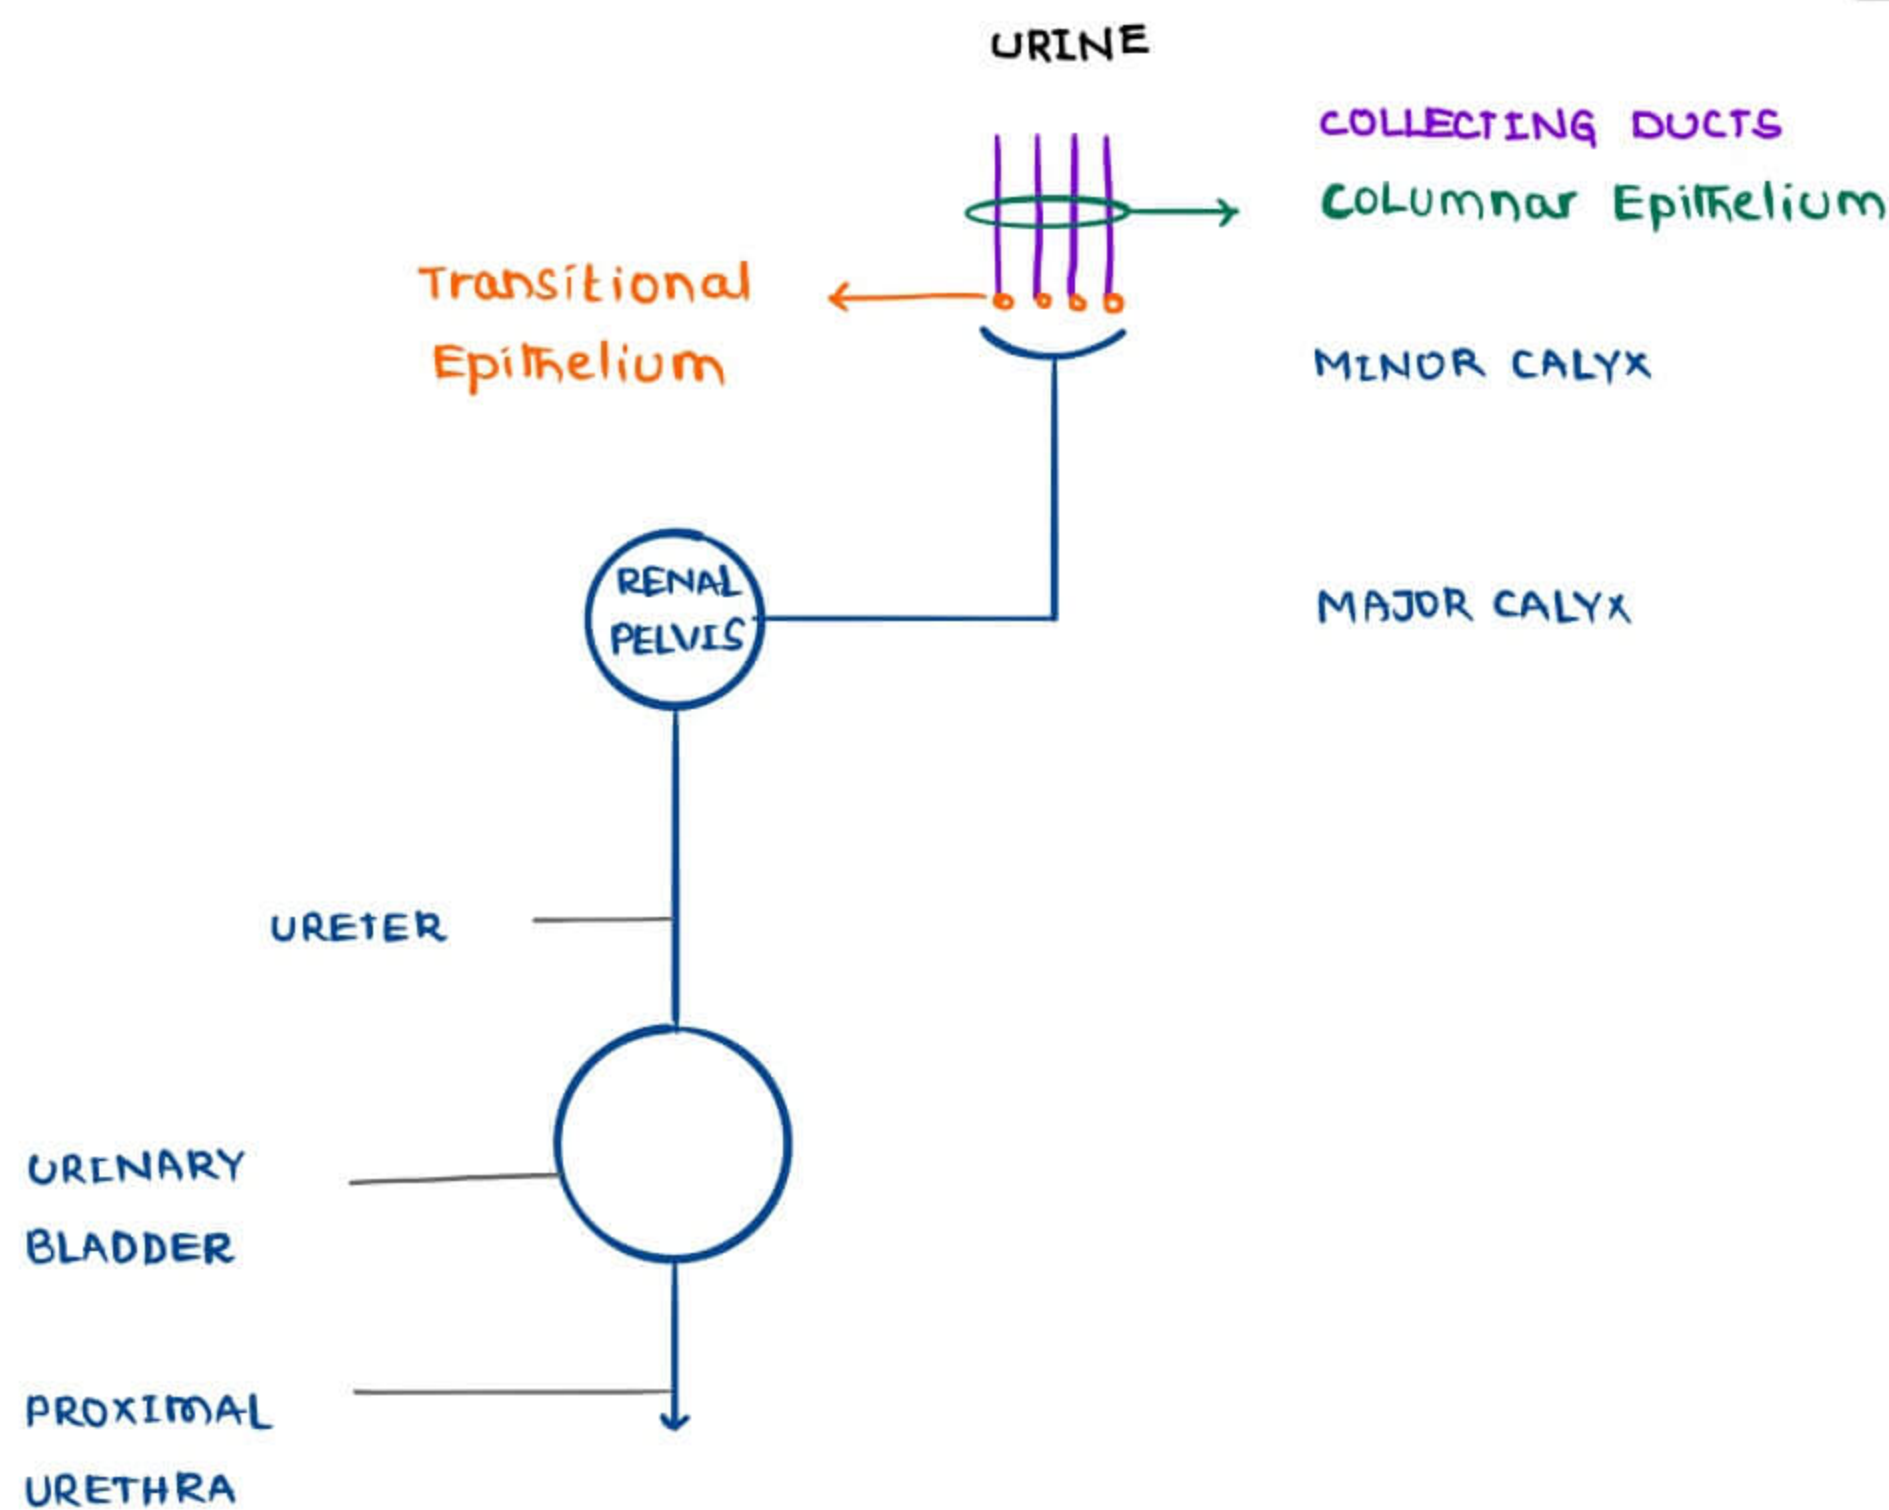 URINE
COLLECTING DUCTS
Columnar Epithelium
Transitional
Epithelium
MINOR CALYX
RENAL
PELVIS
MAJOR CALYX
URETER
URINARY
BLADDER
PROXIMAL
URETHRA